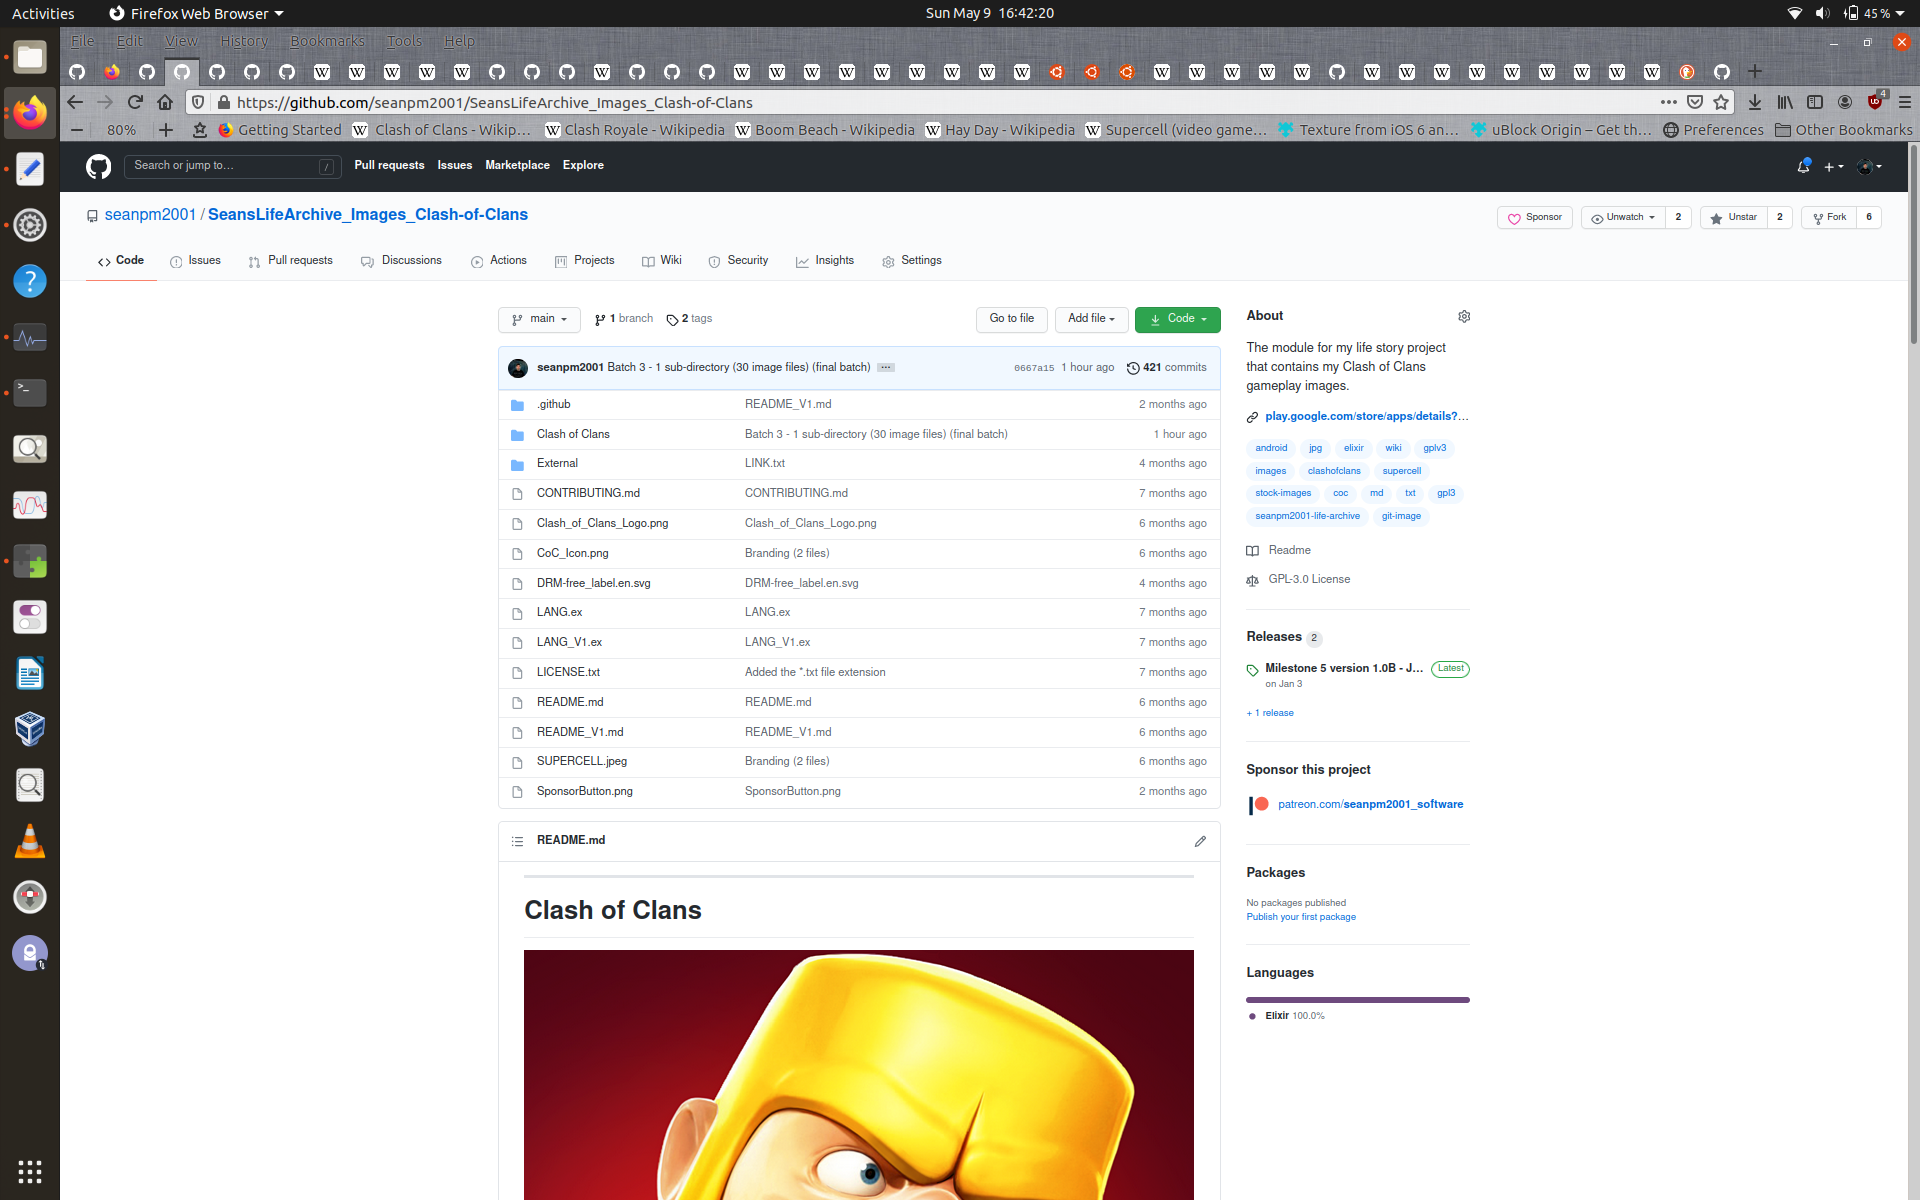 Activities
Firefox Web Browser
Sun May 9 16:42:20
45 %
File Edit View History Bookmarks Tools Help
https://github.com/seanpm2001/SeansLifeArchive_Images_Clash-of-Clans
4
80%
Getting Started
Clash of Clans - Wikip…
Clash Royale - Wikipedia
Boom Beach - Wikipedia
Hay Day - Wikipedia
Supercell (video game…
Texture from iOS 6 an…
uBlock Origin – Get th…
Preferences
Other Bookmarks
Search or jump to… /
Pull requests Issues Marketplace Explore
seanpm2001 / SeansLifeArchive_Images_Clash-of-Clans
Sponsor
Unwatch 2
Unstar 2
Fork 6
Code
Issues
Pull requests
Discussions
Actions
Projects
Wiki
Security
Insights
Settings
main
1 branch
2 tags
Go to file
Add file
Code
seanpm2001 Batch 3 - 1 sub-directory (30 image files) (final batch) ... 0667a15 1 hour ago 421 commits
.github README_V1.md 2 months ago
Clash of Clans Batch 3 - 1 sub-directory (30 image files) (final batch) 1 hour ago
External LINK.txt 4 months ago
CONTRIBUTING.md CONTRIBUTING.md 7 months ago
Clash_of_Clans_Logo.png Clash_of_Clans_Logo.png 6 months ago
CoC_Icon.png Branding (2 files) 6 months ago
DRM-free_label.en.svg DRM-free_label.en.svg 4 months ago
LANG.ex LANG.ex 7 months ago
LANG_V1.ex LANG_V1.ex 7 months ago
LICENSE.txt Added the *.txt file extension 7 months ago
README.md README.md 6 months ago
README_V1.md README_V1.md 6 months ago
SUPERCELL.jpeg Branding (2 files) 6 months ago
SponsorButton.png SponsorButton.png 2 months ago
README.md
Clash of Clans
About
The module for my life story project
that contains my Clash of Clans
gameplay images.
play.google.com/store/apps/details?…
android jpg elixir wiki gplv3
images clashofclans supercell
stock-images coc md txt gpl3
seanpm2001-life-archive git-image
Readme
GPL-3.0 License
Releases 2
Milestone 5 version 1.0B - J… Latest
on Jan 3
+ 1 release
Sponsor this project
patreon.com/seanpm2001_software
Packages
No packages published
Publish your first package
Languages
Elixir 100.0%